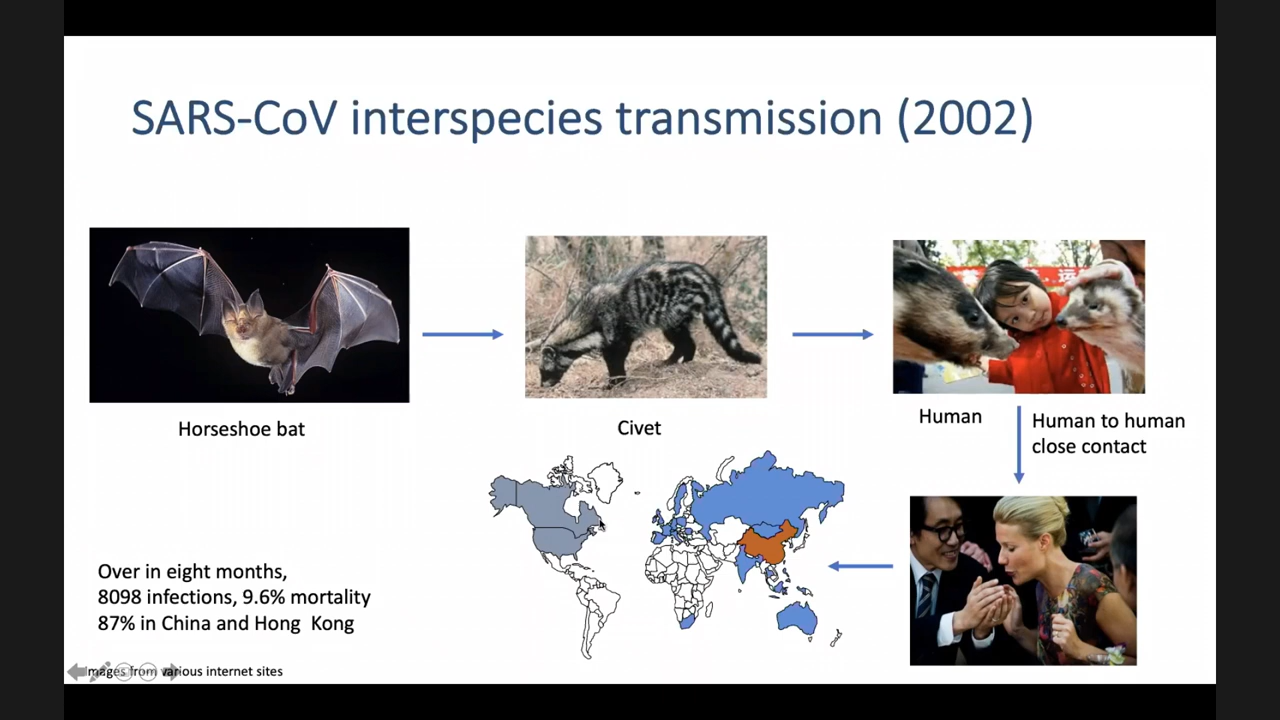 SARS-CoV interspecies transmission (2002)
Horseshoe bat
Civet
Human
Human to human
close contact
Over in eight months,
8098 infections, 9.6% mortality
87% in China and Hong Kong
Images from various internet sites